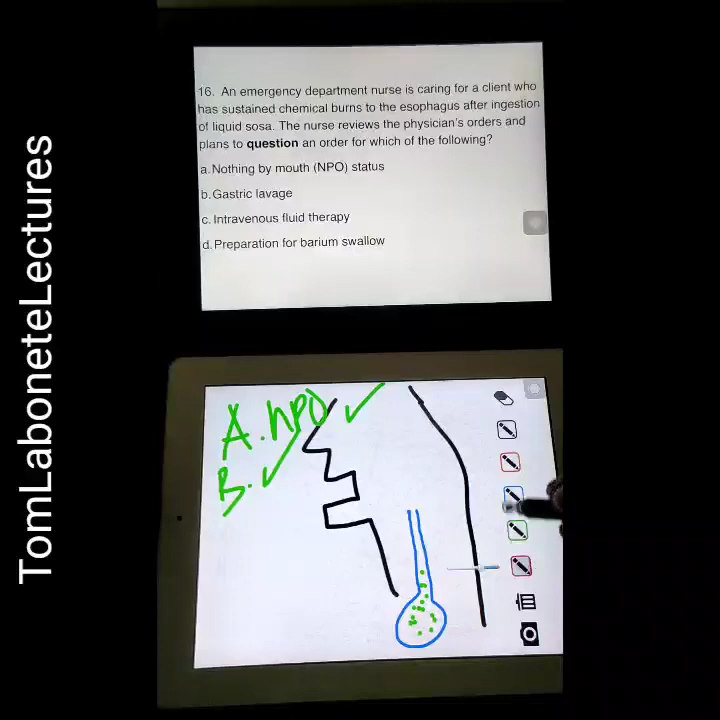 TomLaboneteLectures
16. An emergency department nurse is caring for a client who
has sustained chemical burns to the esophagus after ingestion
of liquid sosa. The nurse reviews the physician's orders and
plans to question an order for which of the following?
a. Nothing by mouth (NPO) status
b. Gastric lavage
c. Intravenous fluid therapy
d. Preparation for barium swallow
A. NPO ✓
B. ✓